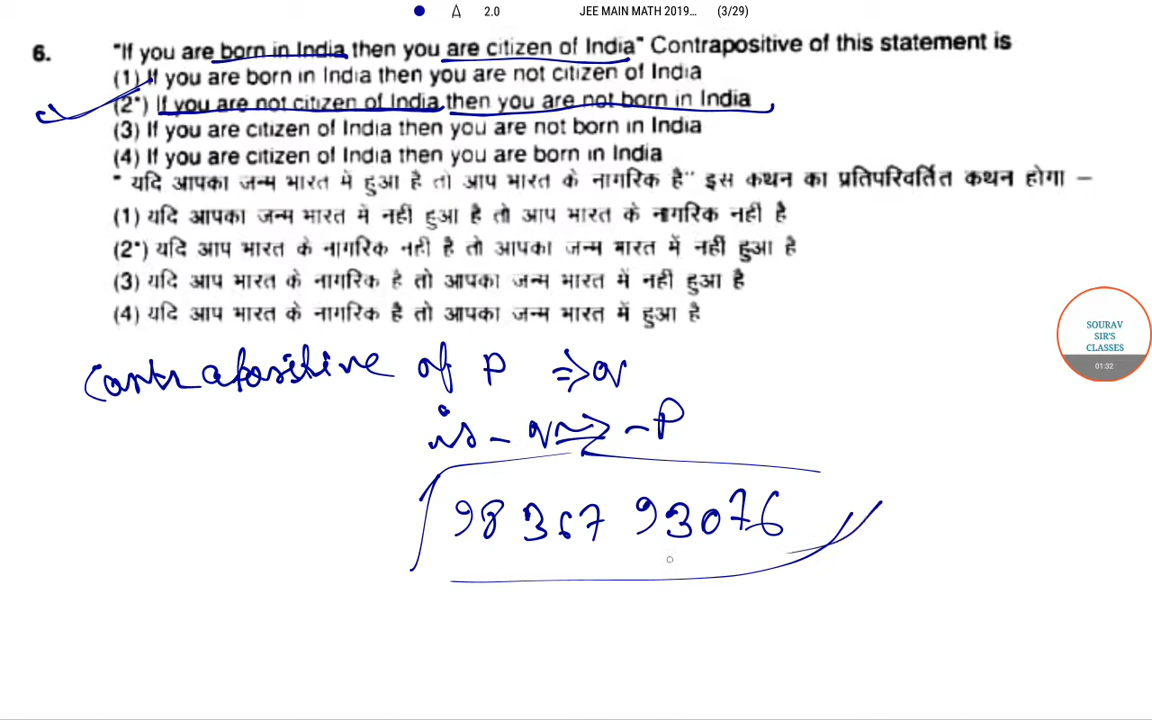 2.0 JEE MAIN MATH 2019... (3/29)
6. "If you are born in India then you are citizen of India" Contrapositive of this statement is
(1) If you are born in India then you are not citizen of India
(2*) If you are not citizen of India then you are not born in India
(3) If you are citizen of India then you are not born in India
(4) If you are citizen of India then you are born in India
" यदि आपका जन्म भारत में हुआ है तो आप भारत के नागरिक है" इस कथन का प्रतिपरिवर्तित कथन होगा –
(1) यदि आपका जन्म भारत में नहीं हुआ है तो आप भारत के नागरिक नहीं है
(2*) यदि आप भारत के नागरिक नहीं है तो आपका जन्म भारत में नहीं हुआ है
(3) यदि आप भारत के नागरिक है तो आपका जन्म भारत में नहीं हुआ है
(4) यदि आप भारत के नागरिक है तो आपका जन्म भारत में हुआ है
SOURAV
SIR'S
CLASSES
01:32
Contrapositive of P ⇒ q
is ~ q ⇒ ~P
98367 93076